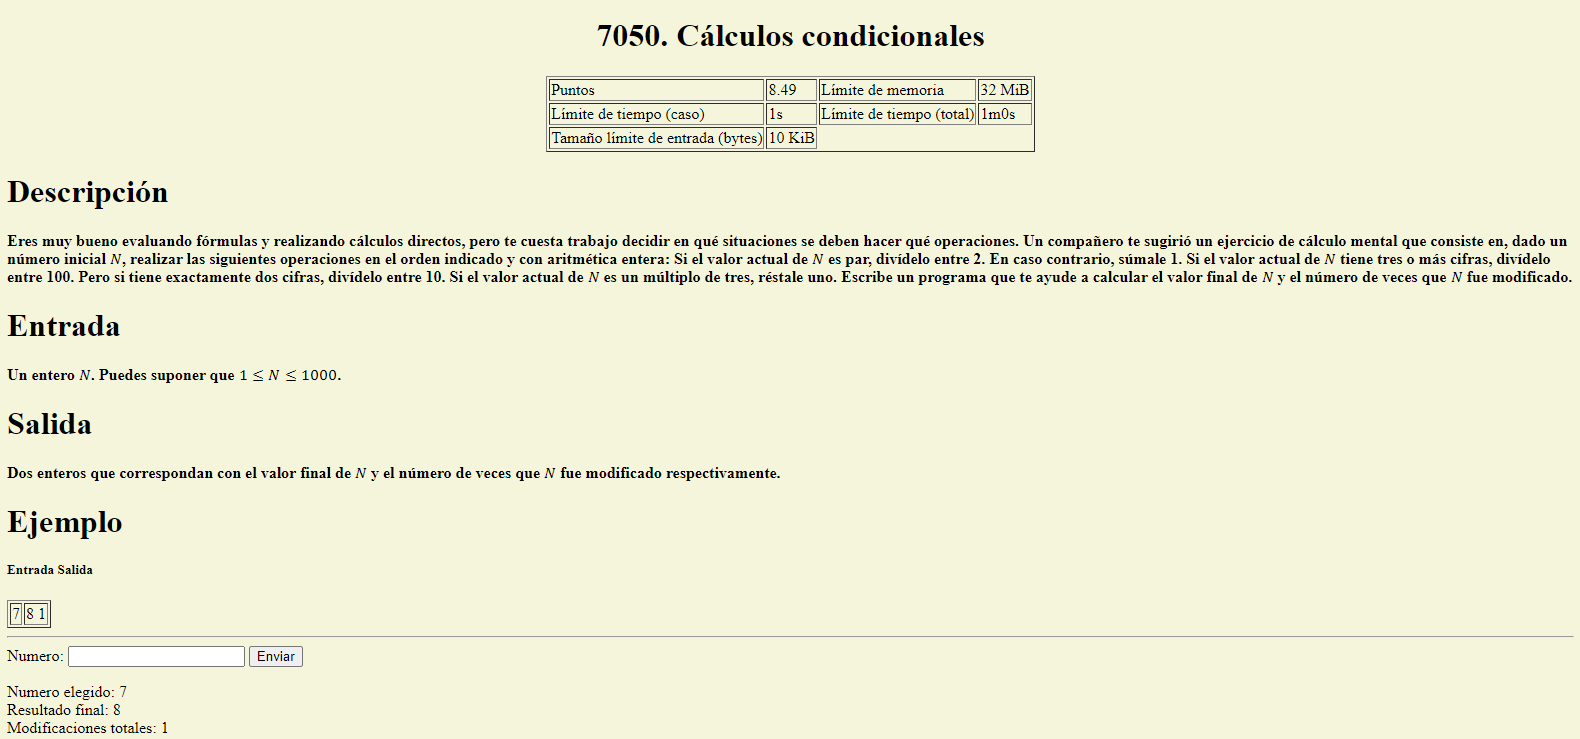 7050. Cálculos condicionales
Puntos 8.49 Límite de memoria 32 MiB
Límite de tiempo (caso) 1s Límite de tiempo (total) 1m0s
Tamaño límite de entrada (bytes) 10 KiB
Descripción
Eres muy bueno evaluando fórmulas y realizando cálculos directos, pero te cuesta trabajo decidir en qué situaciones se deben hacer qué operaciones. Un compañero te sugirió un ejercicio de cálculo mental que consiste en, dado un
número inicial N, realizar las siguientes operaciones en el orden indicado y con aritmética entera: Si el valor actual de N es par, divídelo entre 2. En caso contrario, súmale 1. Si el valor actual de N tiene tres o más cifras, divídelo
entre 100. Pero si tiene exactamente dos cifras, divídelo entre 10. Si el valor actual de N es un múltiplo de tres, réstale uno. Escribe un programa que te ayude a calcular el valor final de N y el número de veces que N fue modificado.
Entrada
Un entero N. Puedes suponer que 1 ≤ N ≤ 1000.
Salida
Dos enteros que correspondan con el valor final de N y el número de veces que N fue modificado respectivamente.
Ejemplo
Entrada Salida
7 8 1
Numero: Enviar
Numero elegido: 7
Resultado final: 8
Modificaciones totales: 1